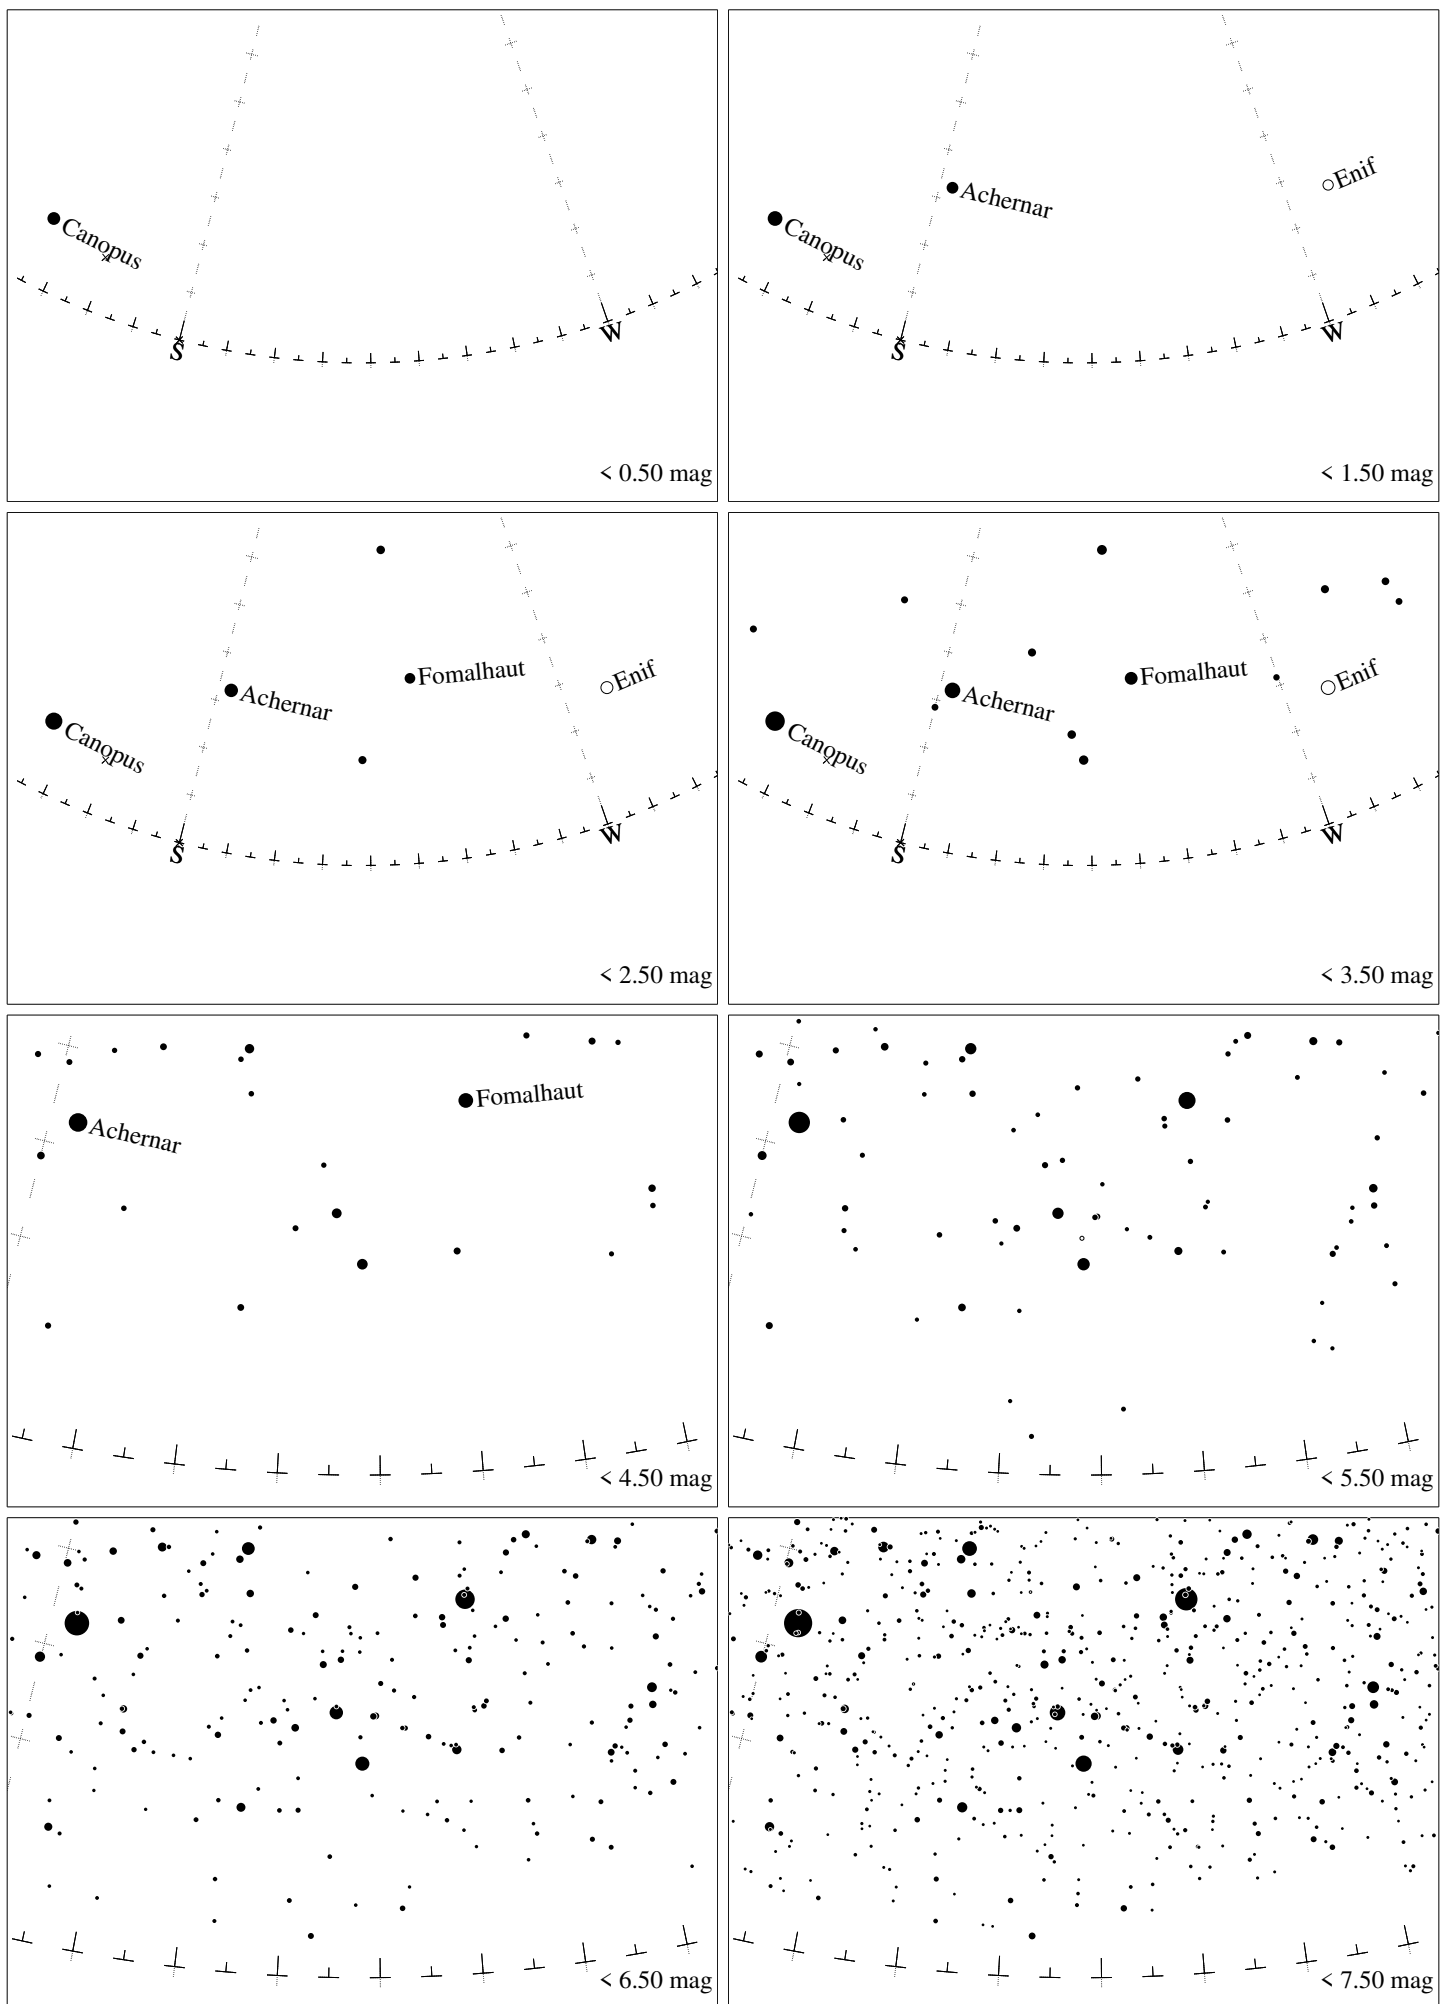 Canopus
S
W
< 0.50 mag
Achernar
Enif
Canopus
S
W
< 1.50 mag
Fomalhaut
Enif
Achernar
Canopus
S
W
< 2.50 mag
Fomalhaut
Enif
Achernar
Canopus
S
W
< 3.50 mag
Fomalhaut
Achernar
< 4.50 mag
< 5.50 mag
< 6.50 mag
< 7.50 mag